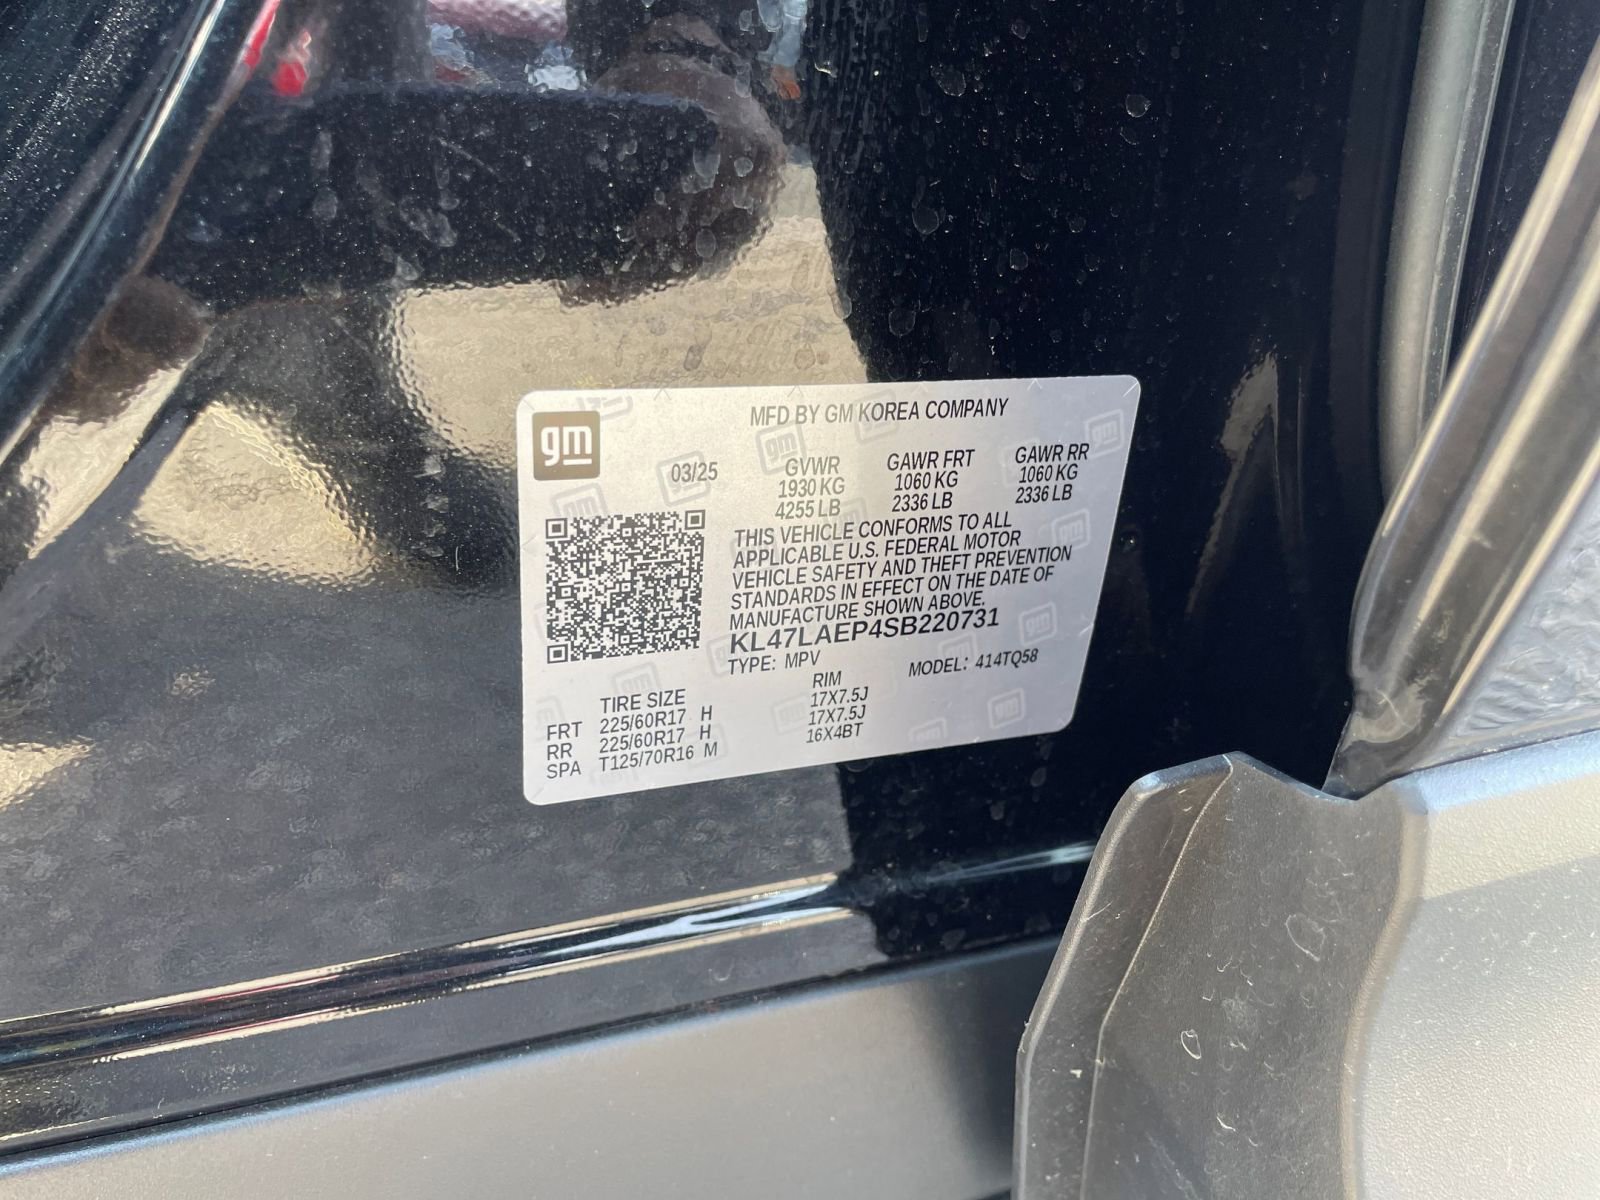 gm
MFD BY GM KOREA COMPANY
03/25 GVWR GAWR FRT GAWR RR
1930 KG 1060 KG 1060 KG
4255 LB 2336 LB 2336 LB
THIS VEHICLE CONFORMS TO ALL
APPLICABLE U.S. FEDERAL MOTOR
VEHICLE SAFETY AND THEFT PREVENTION
STANDARDS IN EFFECT ON THE DATE OF
MANUFACTURE SHOWN ABOVE.
KL47LAEP4SB220731
TYPE: MPV MODEL: 414TQ58
TIRE SIZE RIM
FRT 225/60R17 H 17X7.5J
RR 225/60R17 H 17X7.5J
SPA T125/70R16 M 16X4BT